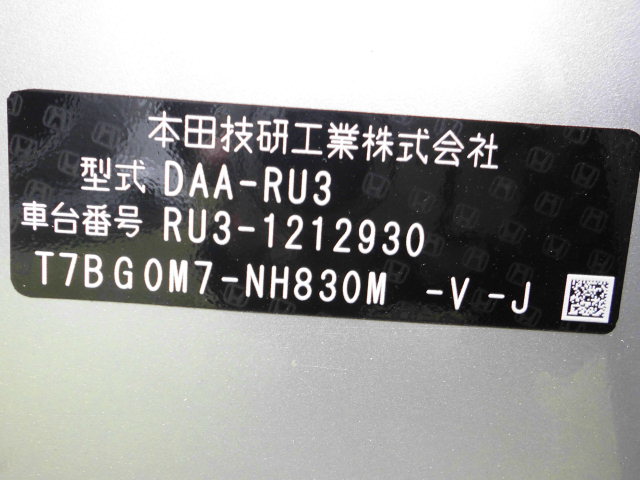 本田技研工業株式会社
型式 DAA-RU3
車台番号 RU3-1212930
T7BG0M7-NH830M -V-J